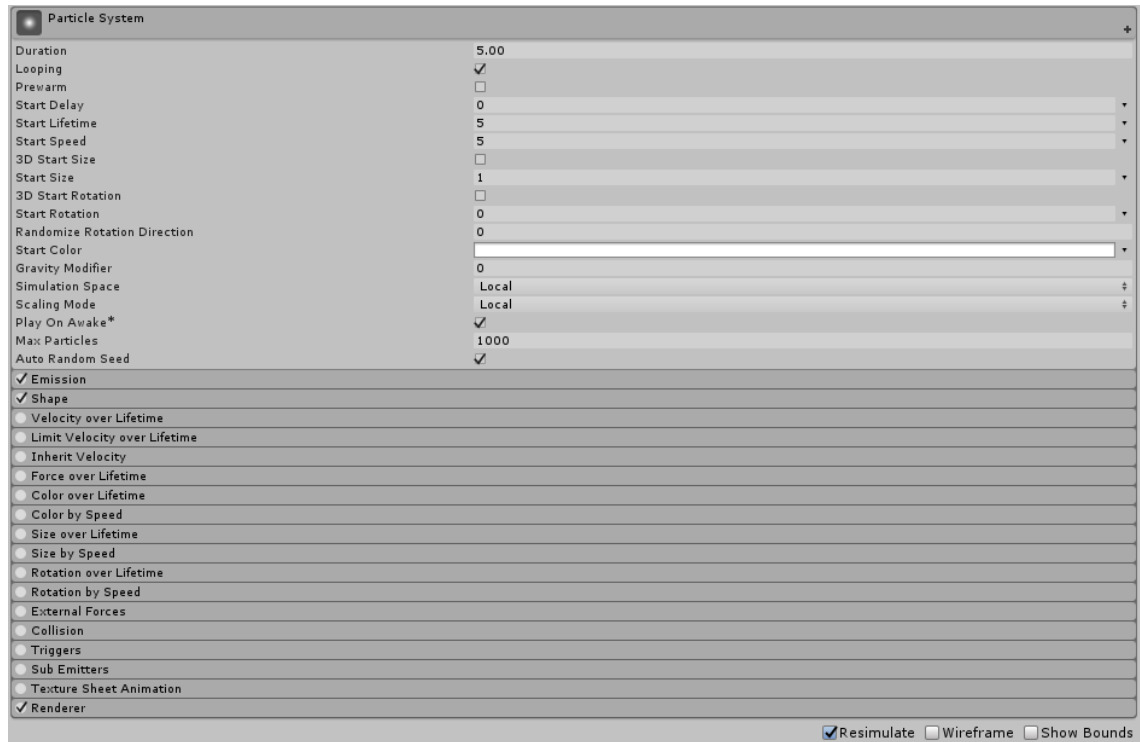 Particle System
+
Duration 5.00
Looping
Prewarm
Start Delay 0
Start Lifetime 5
Start Speed 5
3D Start Size
Start Size 1
3D Start Rotation
Start Rotation 0
Randomize Rotation Direction 0
Start Color
Gravity Modifier 0
Simulation Space Local
Scaling Mode Local
Play On Awake*
Max Particles 1000
Auto Random Seed
Emission
Shape
Velocity over Lifetime
Limit Velocity over Lifetime
Inherit Velocity
Force over Lifetime
Color over Lifetime
Color by Speed
Size over Lifetime
Size by Speed
Rotation over Lifetime
Rotation by Speed
External Forces
Collision
Triggers
Sub Emitters
Texture Sheet Animation
Renderer
Resimulate Wireframe Show Bounds